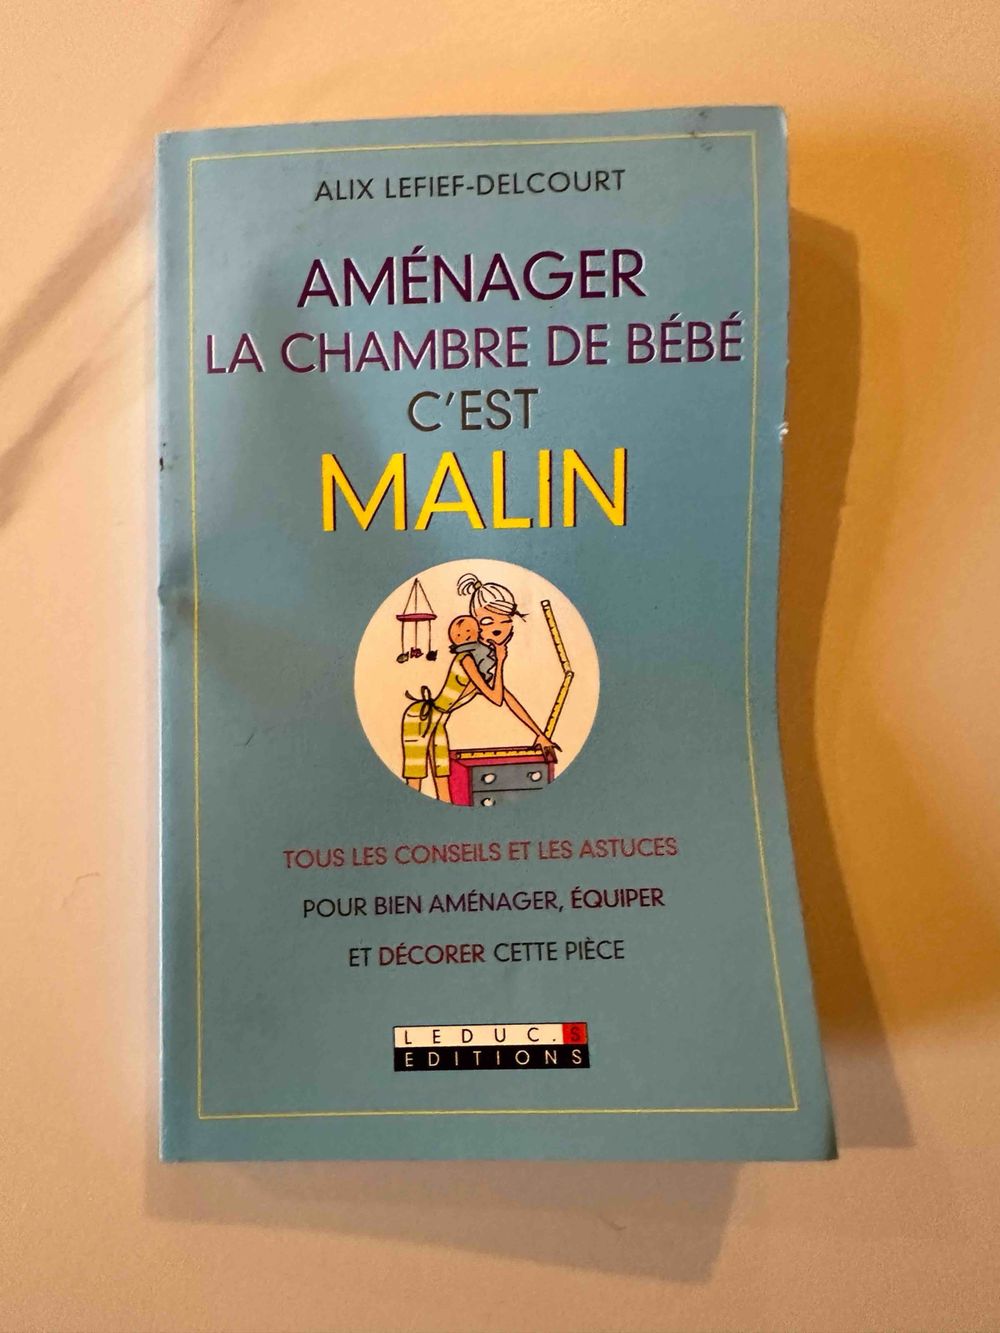 ALIX LEFIEF-DELCOURT
AMÉNAGER
LA CHAMBRE DE BÉBÉ
C'EST
MALIN
TOUS LES CONSEILS ET LES ASTUCES
POUR BIEN AMÉNAGER, ÉQUIPER
ET DÉCORER CETTE PIÈCE
LEDUC.S
EDITIONS